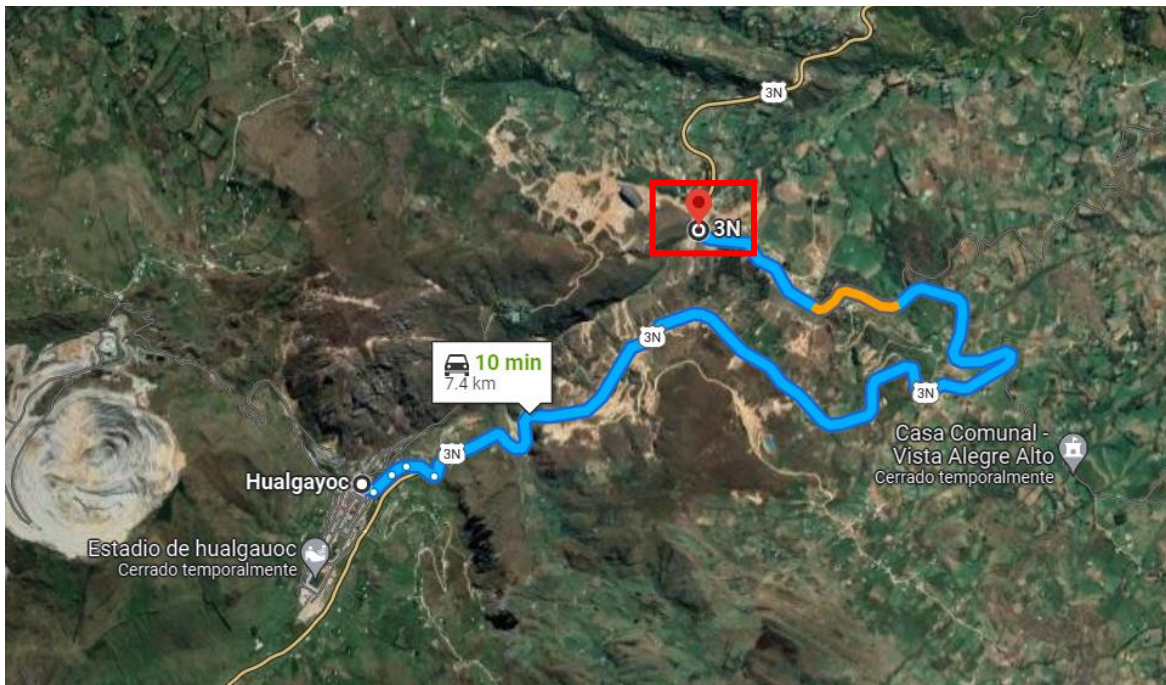 3N
3N
3N
10 min
7.4 km
3N
Casa Comunal -
Vista Alegre Alto
Cerrado temporalmente
3N
Hualgayoc
Estadio de hualgauoc
Cerrado temporalmente